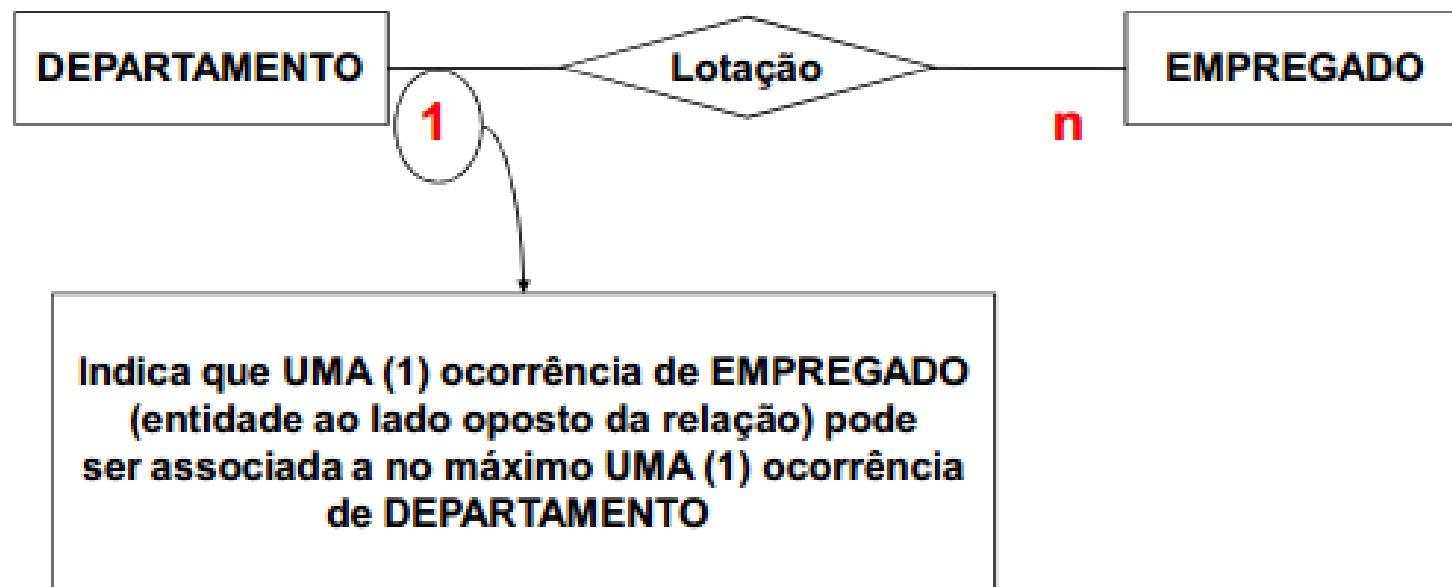 DEPARTAMENTO Lotação EMPREGADO
1 n
Indica que UMA (1) ocorrência de EMPREGADO
(entidade ao lado oposto da relação) pode
ser associada a no máximo UMA (1) ocorrência
de DEPARTAMENTO